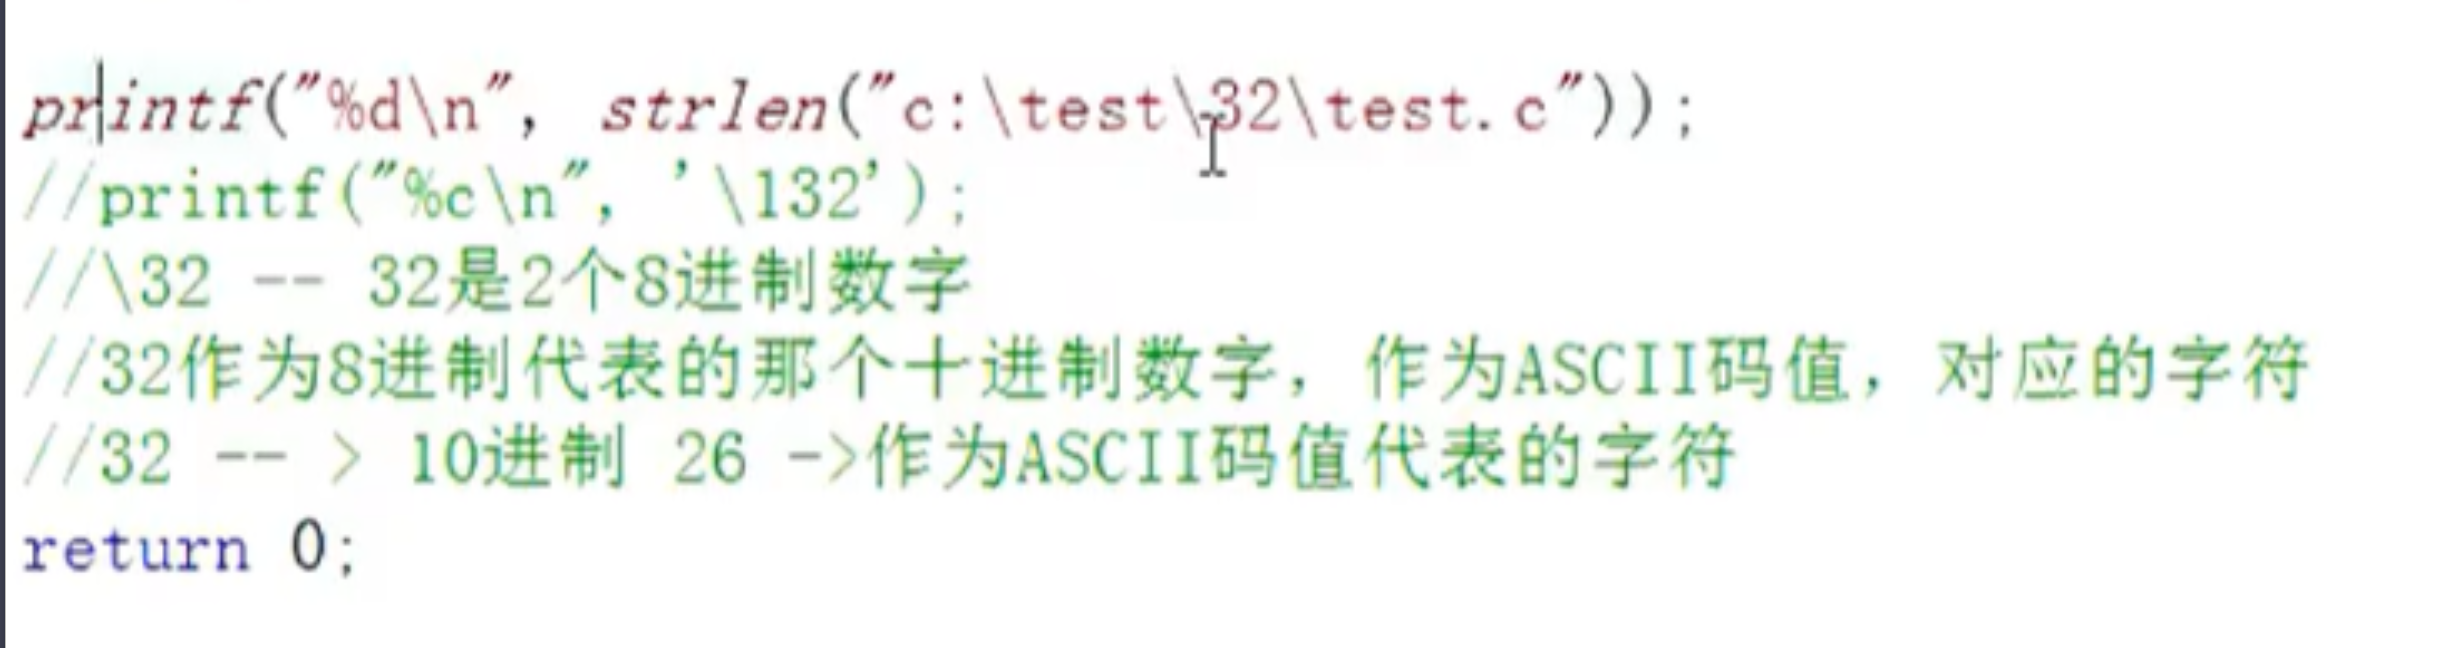 printf("%d\n", strlen("c:\test\32\test.c"));
//printf("%c\n", '\132');
//\32 -- 32是2个8进制数字
//32作为8进制代表的那个十进制数字，作为ASCII码值，对应的字符
//32 -- > 10进制 26 ->作为ASCII码值代表的字符
return 0;